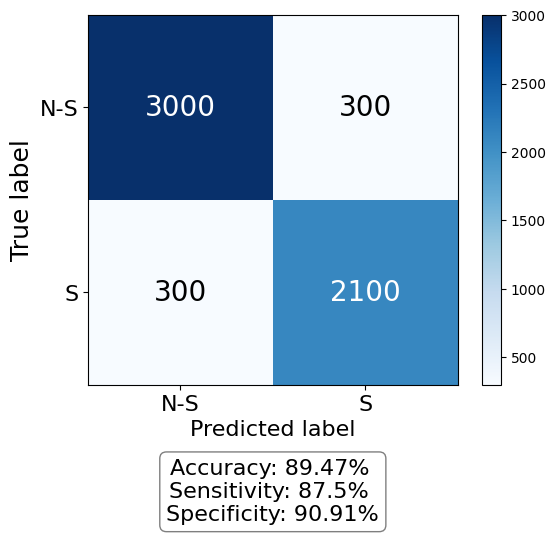 3000
2500
2000
1500
1000
500
True label
N-S
3000
300
S
300
2100
N-S
S
Predicted label
Accuracy: 89.47%
Sensitivity: 87.5%
Specificity: 90.91%